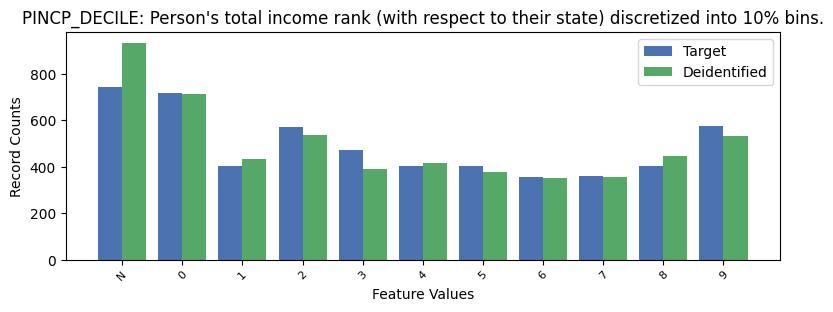 PINCP_DECILE: Person's total income rank (with respect to their state) discretized into 10% bins.
Target
Deidentified
Record Counts
800
600
400
200
0
N 0 1 2 3 4 5 6 7 8 9
Feature Values